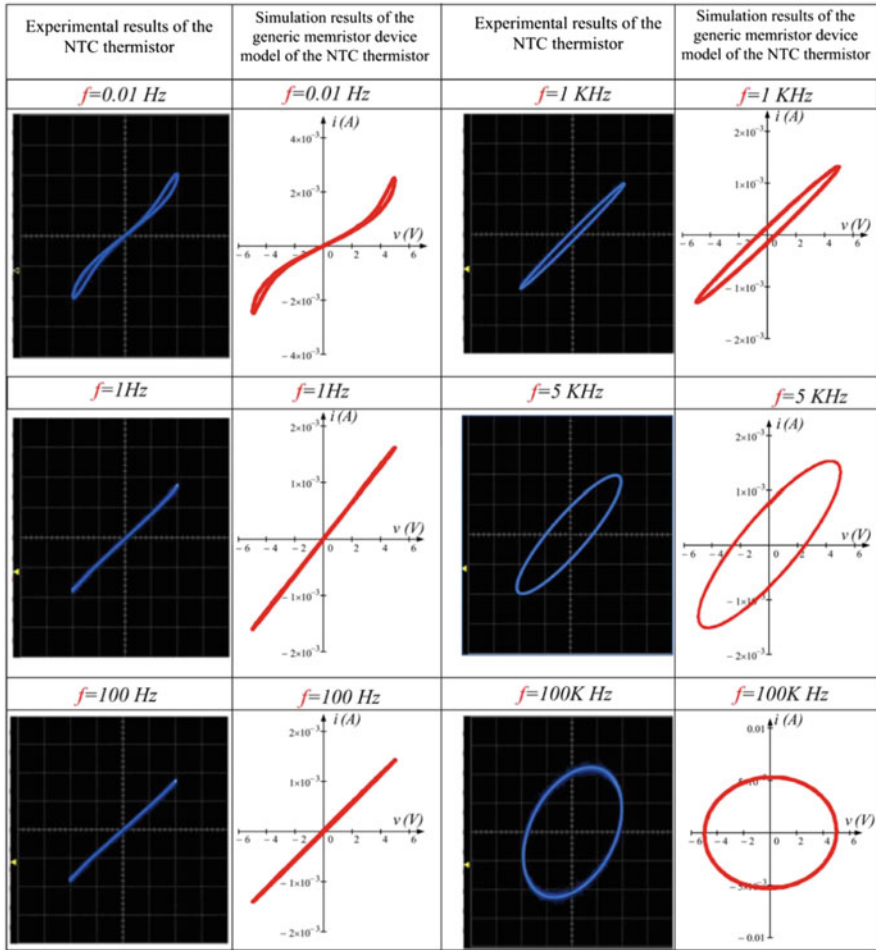 Experimental results of the
NTC thermistor
Simulation results of the
generic memristor device
model of the NTC thermistor
Experimental results of the
NTC thermistor
Simulation results of the
generic memristor device
model of the NTC thermistor
f=0.01 Hz
f=0.01 Hz
f=1 KHz
f=1 KHz
i (A)
4×10⁻³
2×10⁻³
v (V)
-6 -4 -2 0 2 4 6
-2×10⁻³
-4×10⁻³
i (A)
2×10⁻³
1×10⁻³
v (V)
-6 -4 -2 0 2 4 6
-1×10⁻³
-2×10⁻³
f=1Hz
f=1Hz
f=5 KHz
f=5 KHz
i (A)
2×10⁻³
1×10⁻³
v (V)
-6 -4 -2 0 2 4 6
-1×10⁻³
-2×10⁻³
i (A)
2×10⁻³
1×10⁻³
v (V)
-6 -4 -2 0 2 4 6
-1×10⁻³
-2×10⁻³
f=100 Hz
f=100 Hz
f=100K Hz
f=100K Hz
i (A)
2×10⁻³
1×10⁻³
v (V)
-6 -4 -2 0 2 4 6
-1×10⁻³
-2×10⁻³
i (A)
0.01
v (V)
-6 -4 -2 0 2 4 6
-5×10⁻³
-0.01